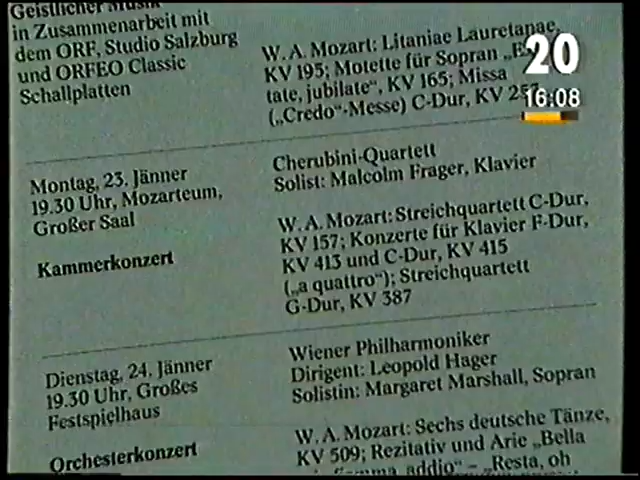 Geistlicher Musik
in Zusammenarbeit mit
dem ORF, Studio Salzburg
und ORFEO Classic
Schallplatten
W. A. Mozart: Litaniae Lauretanae,
KV 195; Motette für Sopran
tate, jubilate", KV 165; Missa
(„Credo"-Messe) C-Dur, KV
20
16:08
Montag, 23. Jänner
19.30 Uhr, Mozarteum,
Großer Saal
Kammerkonzert
Cherubini-Quartett
Solist: Malcolm Frager, Klavier
W. A. Mozart: Streichquartett C-Dur,
KV 157; Konzerte für Klavier F-Dur,
KV 413 und C-Dur, KV 415
(„a quattro"); Streichquartett
G-Dur, KV 387
Dienstag, 24. Jänner
19.30 Uhr, Großes
Festspielhaus
Orchesterkonzert
Wiener Philharmoniker
Dirigent: Leopold Hager
Solistin: Margaret Marshall, Sopran
W. A. Mozart: Sechs deutsche Tänze,
KV 509; Rezitativ und Arie „Bella
addio" – „Resta, oh